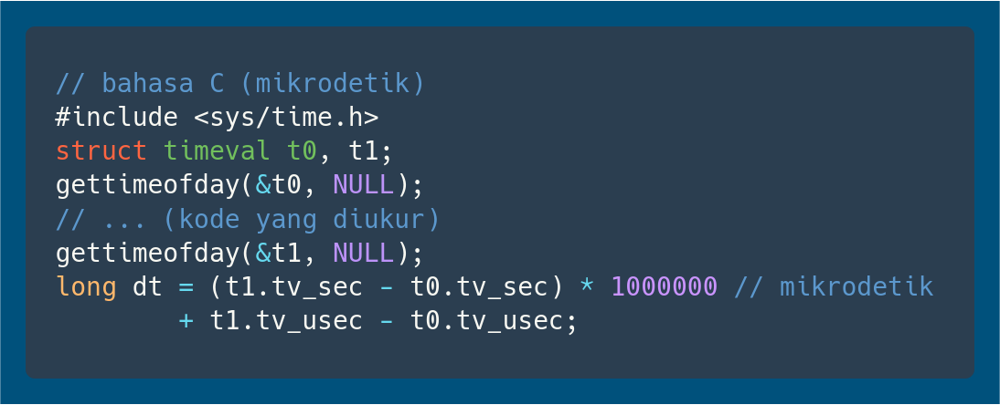 // bahasa C (mikrodetik)
#include <sys/time.h>
struct timeval t0, t1;
gettimeofday(&t0, NULL);
// ... (kode yang diukur)
gettimeofday(&t1, NULL);
long dt = (t1.tv_sec - t0.tv_sec) * 1000000 // mikrodetik
        + t1.tv_usec - t0.tv_usec;